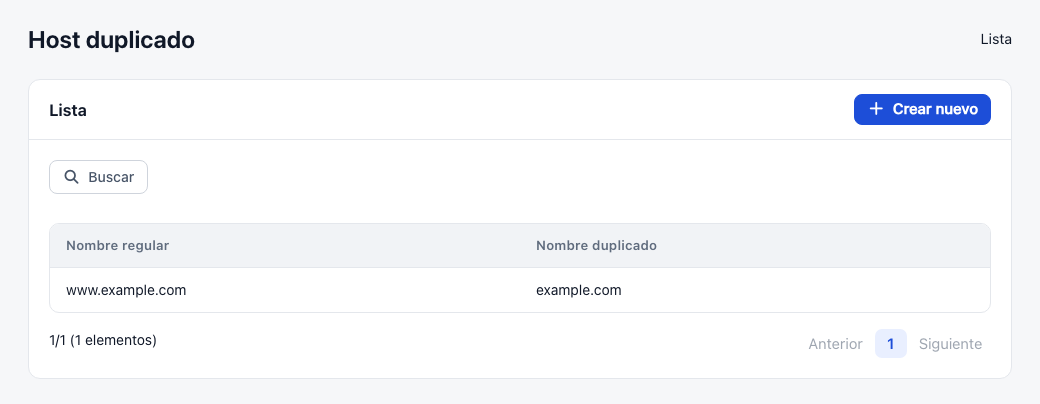 Host duplicado
Lista
Lista
Crear nuevo
Buscar
Nombre regular
Nombre duplicado
www.example.com
example.com
1/1 (1 elementos)
Anterior
1
Siguiente